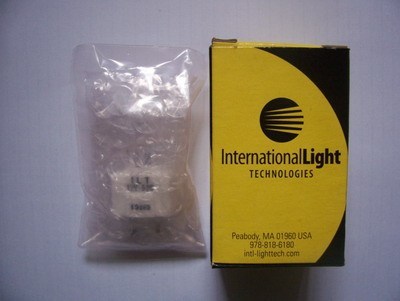 InternationalLight
TECHNOLOGIES
Peabody, MA 01960 USA
978-818-6180
intl-lighttech.com